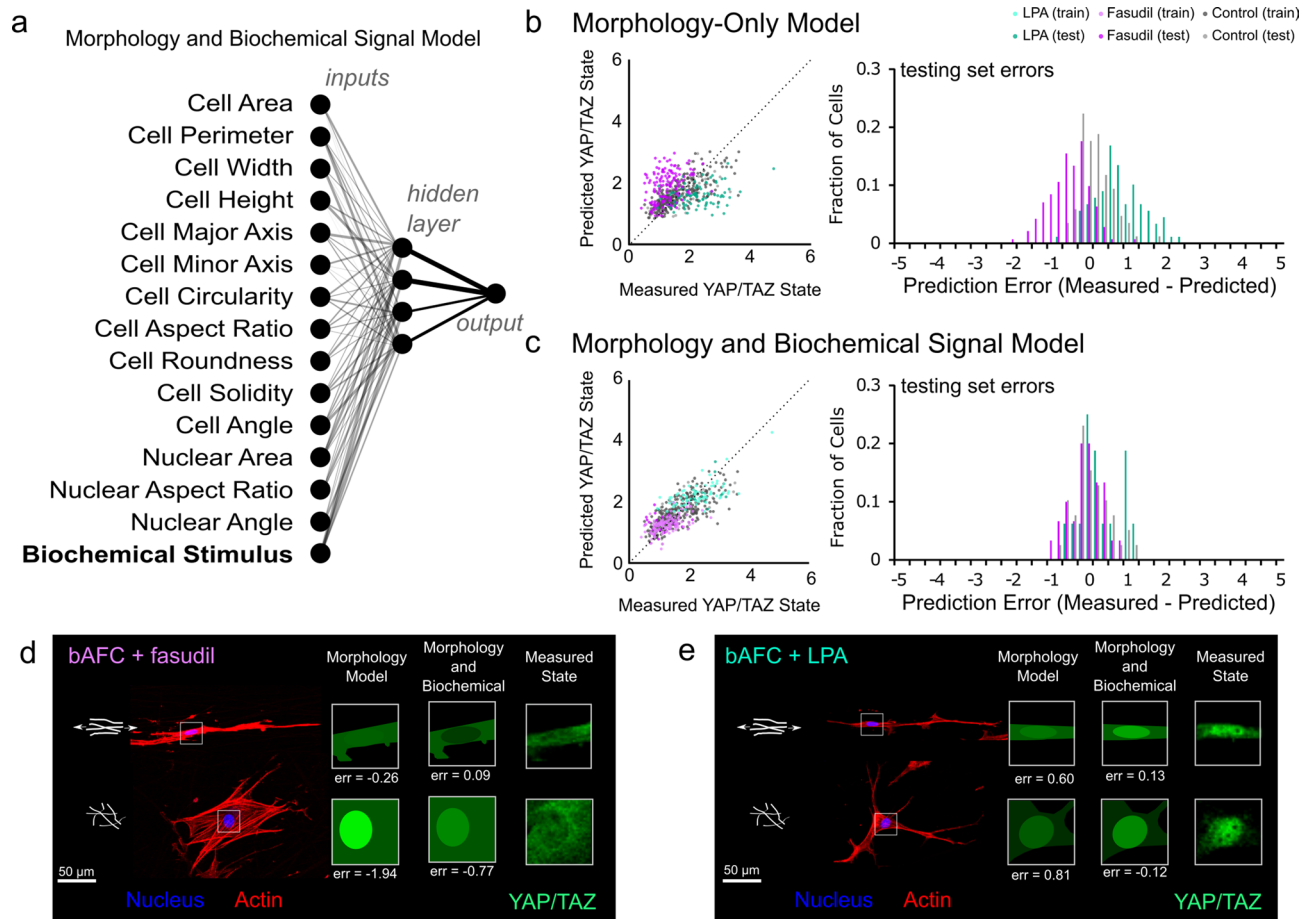 a
Morphology and Biochemical Signal Model
inputs
Cell Area
Cell Perimeter
Cell Width
Cell Height
Cell Major Axis
Cell Minor Axis
Cell Circularity
Cell Aspect Ratio
Cell Roundness
Cell Solidity
Cell Angle
Nuclear Area
Nuclear Aspect Ratio
Nuclear Angle
Biochemical Stimulus
hidden
layer
output
b
Morphology-Only Model
LPA (train) Fasudil (train) Control (train)
LPA (test) Fasudil (test) Control (test)
Predicted YAP/TAZ State
6
4
2
0
0 2 4 6
Measured YAP/TAZ State
testing set errors
Fraction of Cells
0.3
0.2
0.1
0
-5 -4 -3 -2 -1 0 1 2 3 4 5
Prediction Error (Measured - Predicted)
c
Morphology and Biochemical Signal Model
Predicted YAP/TAZ State
6
4
2
0
0 2 4 6
Measured YAP/TAZ State
testing set errors
Fraction of Cells
0.3
0.2
0.1
0
-5 -4 -3 -2 -1 0 1 2 3 4 5
Prediction Error (Measured - Predicted)
d
bAFC + fasudil
Morphology
Model
Morphology
and
Biochemical
Measured
State
err = -0.26
err = 0.09
err = -1.94
err = -0.77
50 µm
Nucleus
Actin
YAP/TAZ
e
bAFC + LPA
Morphology
Model
Morphology
and
Biochemical
Measured
State
err = 0.60
err = 0.13
err = 0.81
err = -0.12
50 µm
Nucleus
Actin
YAP/TAZ